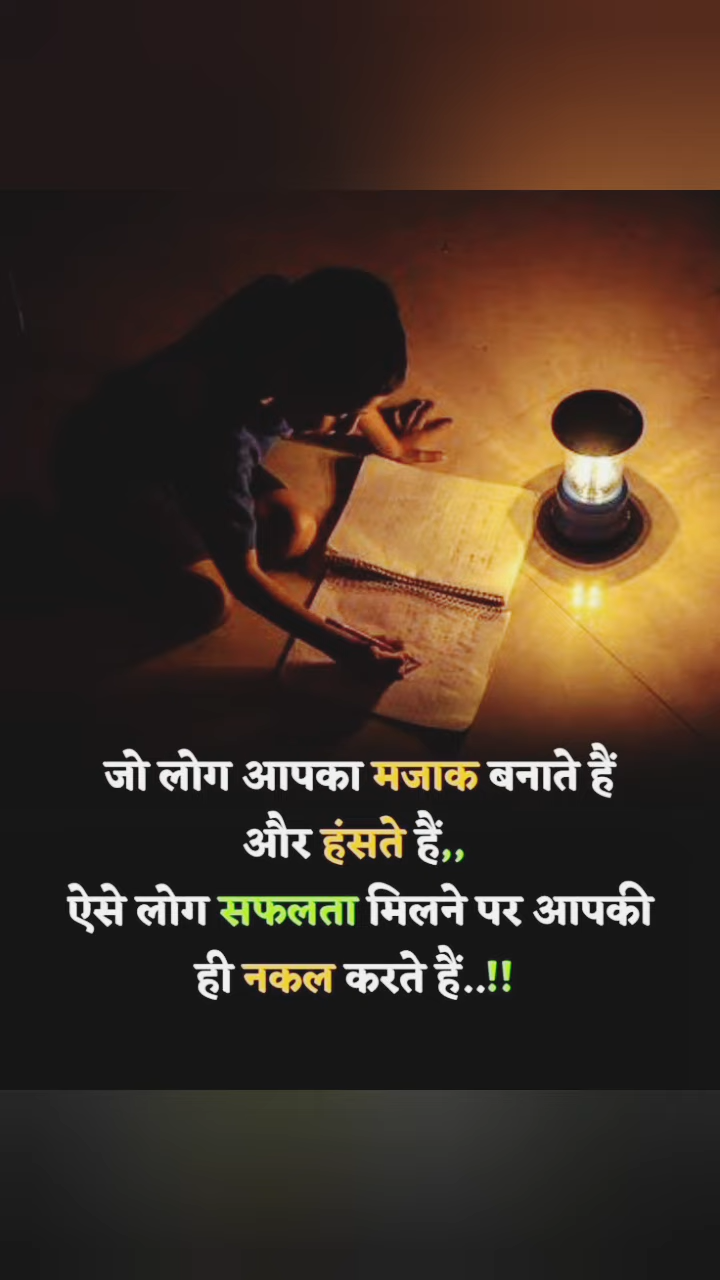 जो लोग आपका मजाक बनाते हैं
और हंसते हैं,,
ऐसे लोग सफलता मिलने पर आपकी
ही नकल करते हैं..!!